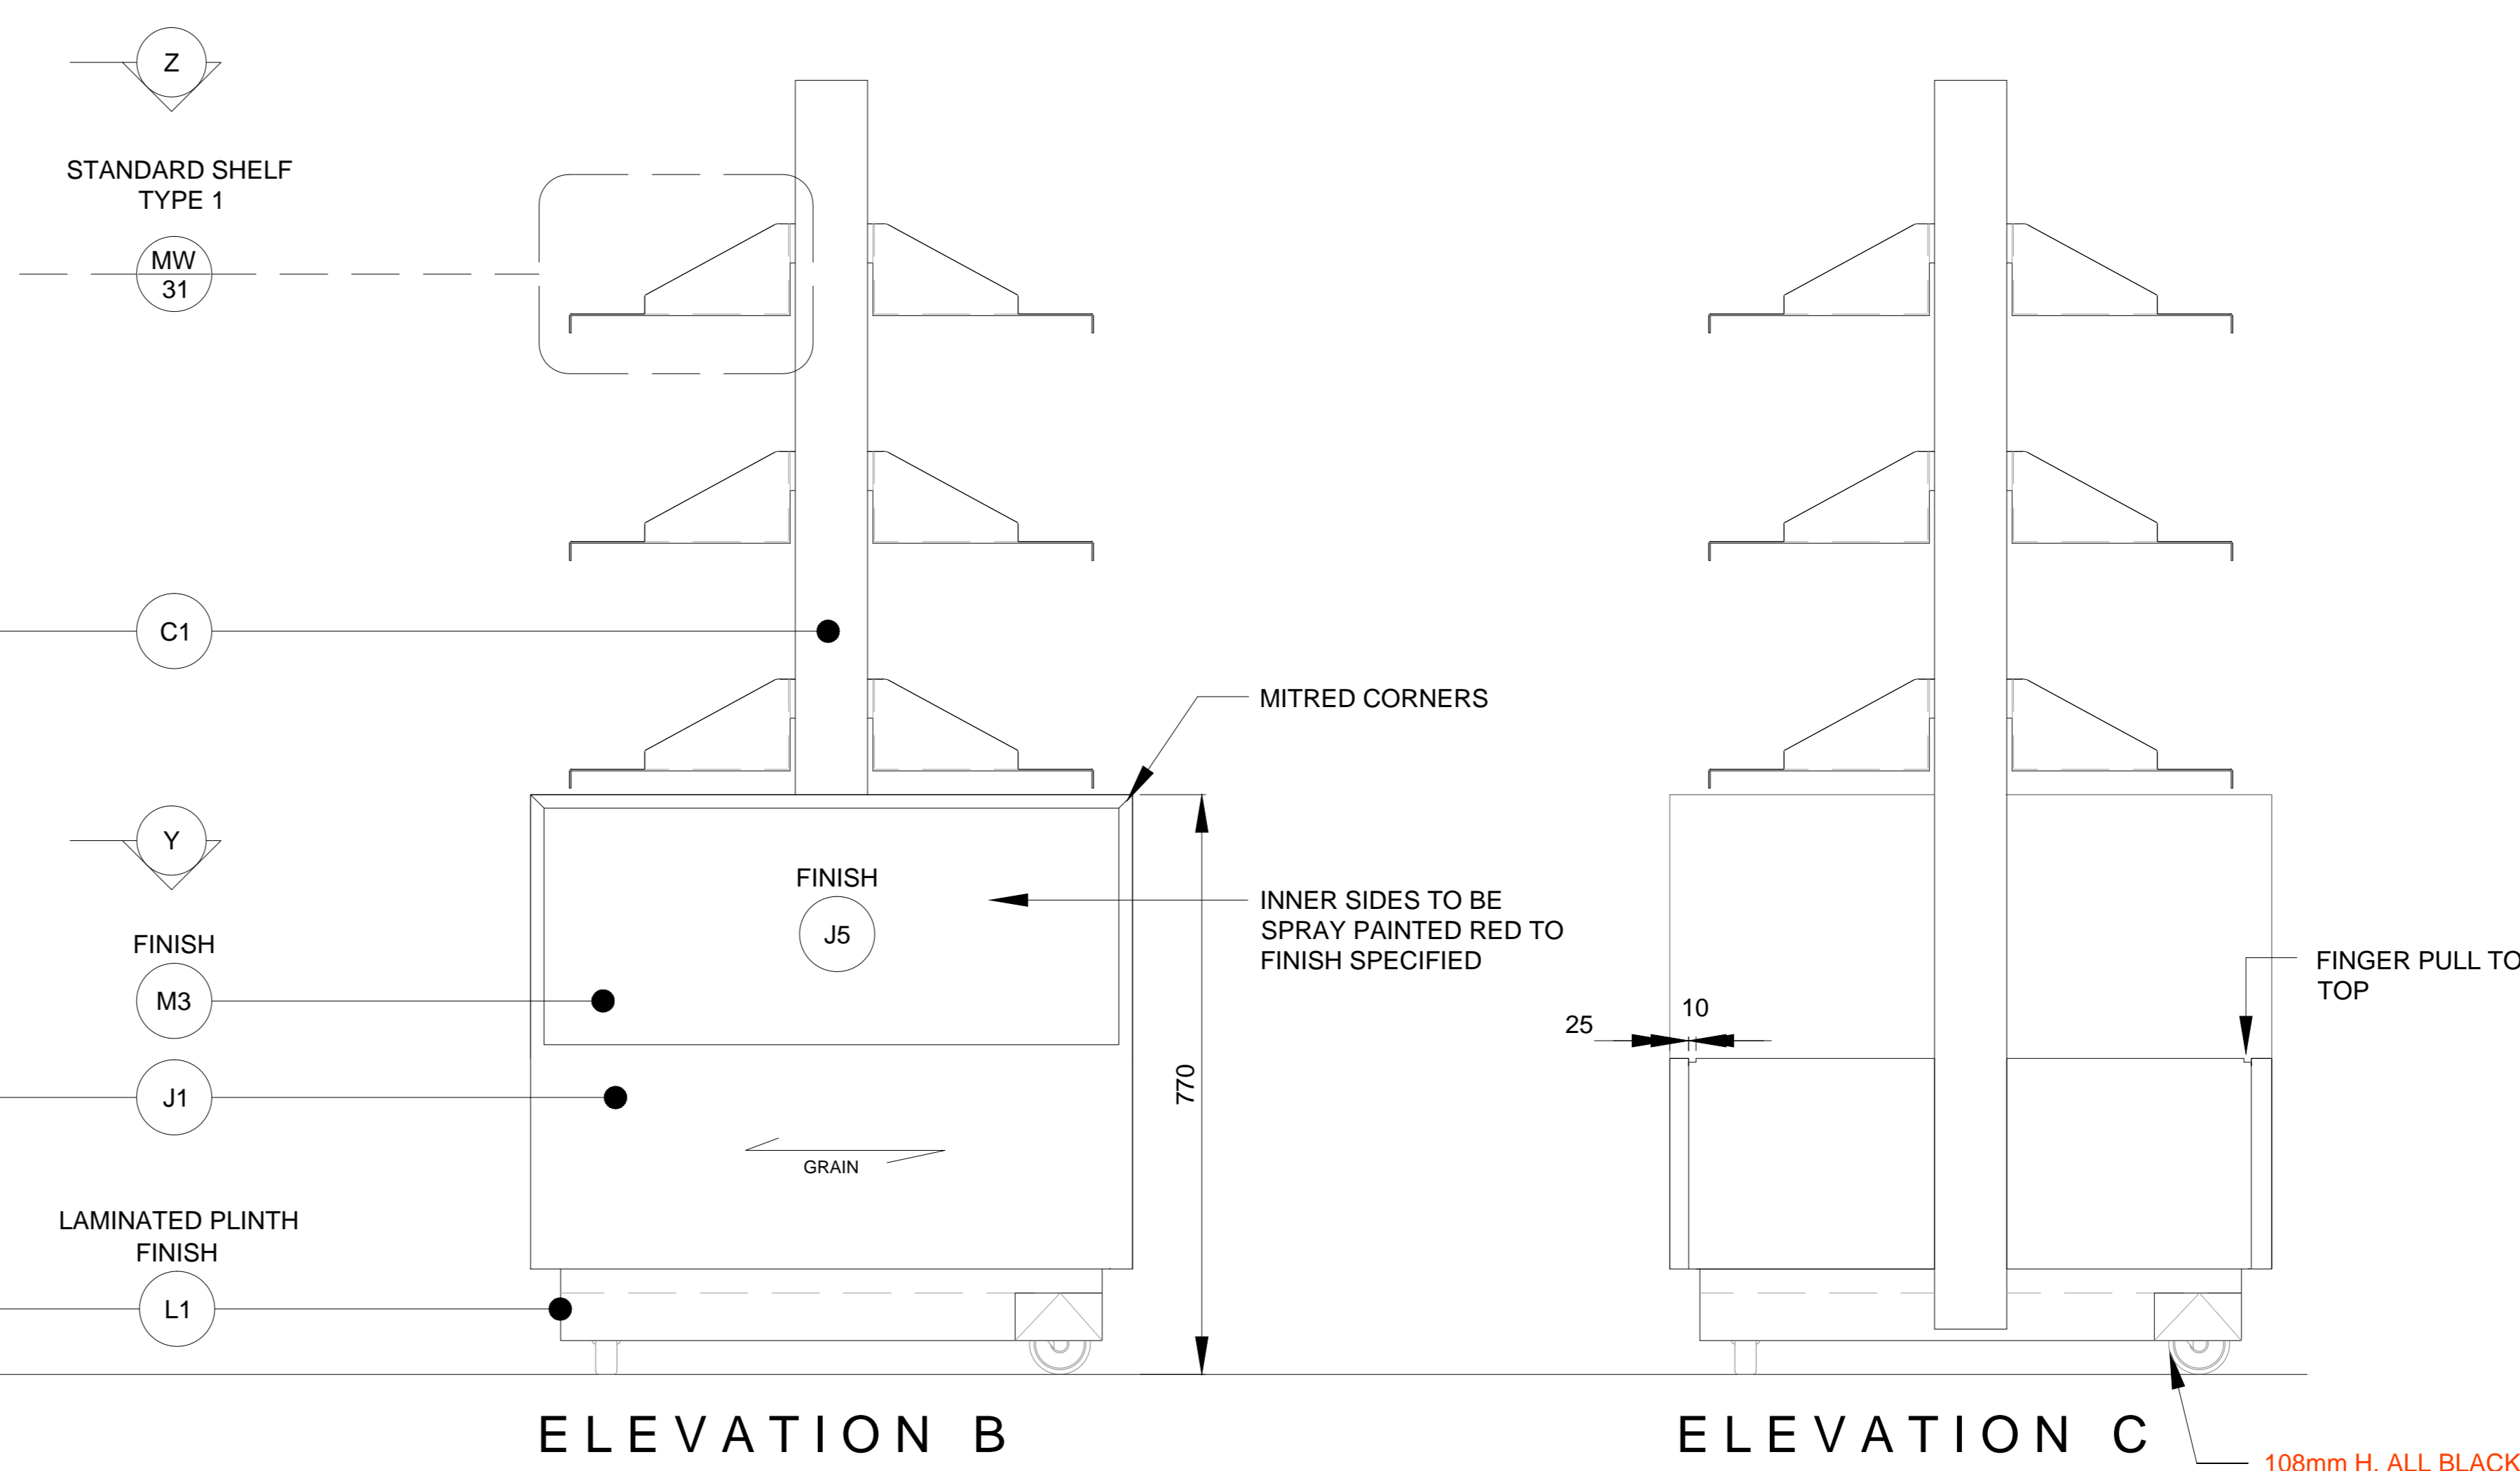 Z
STANDARD SHELF
TYPE 1
MW
31
C1
MITRED CORNERS
Y
FINISH
J5
INNER SIDES TO BE
SPRAY PAINTED RED TO
FINISH SPECIFIED
FINISH
M3
J1
770
GRAIN
LAMINATED PLINTH
FINISH
L1
25
10
FINGER PULL TO
TOP
ELEVATION B
ELEVATION C
108mm H. ALL BLACK